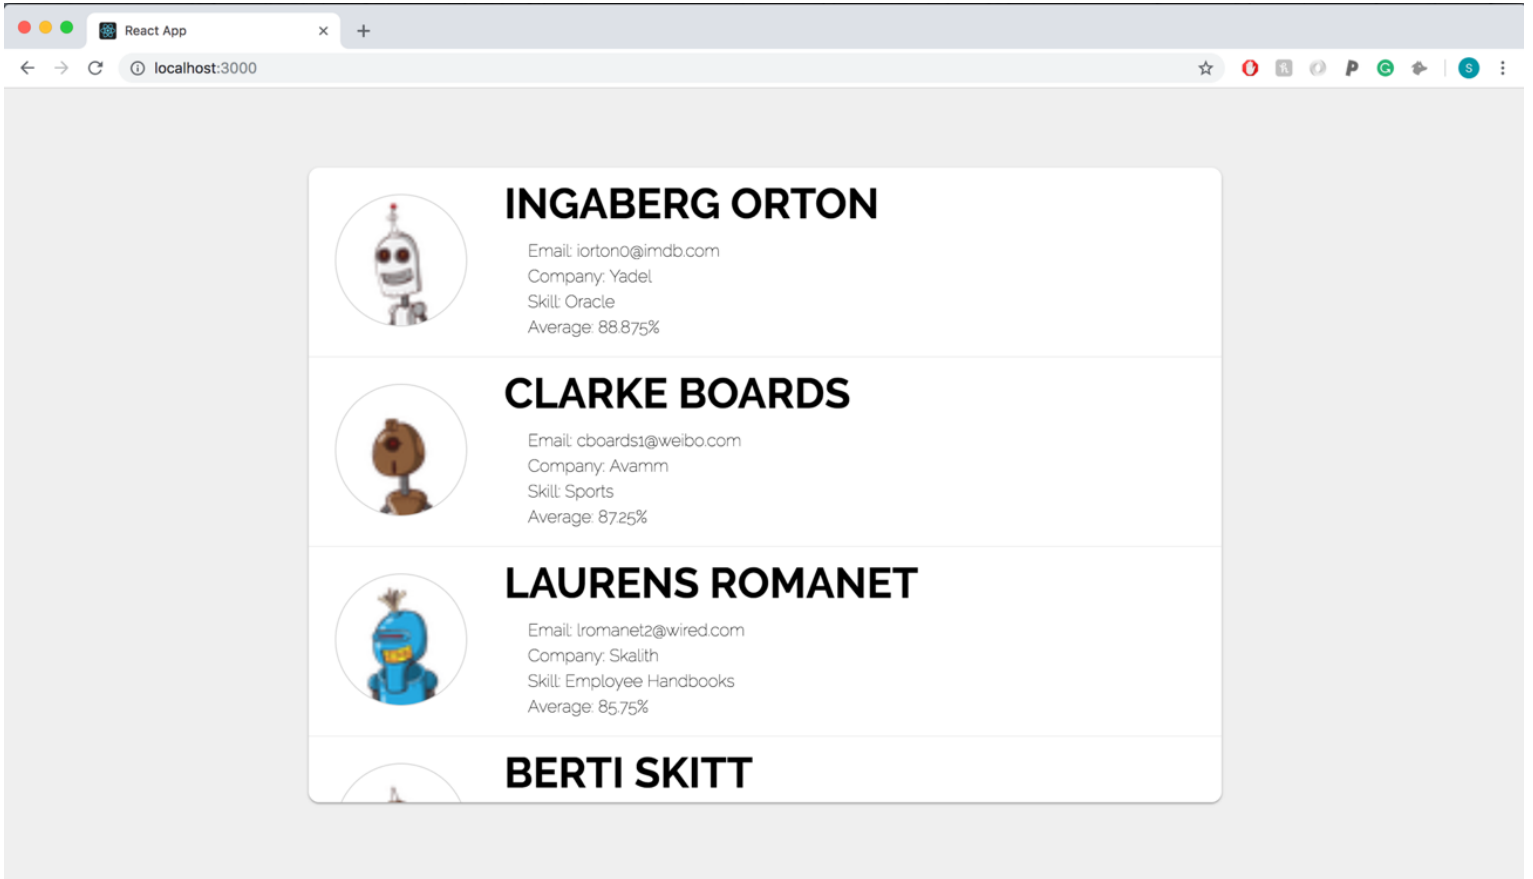 React App
localhost:3000
S
INGABERG ORTON
Email: iorton0@imdb.com
Company: Yadel
Skill: Oracle
Average: 88.875%
CLARKE BOARDS
Email: cboards1@weibo.com
Company: Avamm
Skill: Sports
Average: 87.25%
LAURENS ROMANET
Email: lromanet2@wired.com
Company: Skalith
Skill: Employee Handbooks
Average: 85.75%
BERTI SKITT